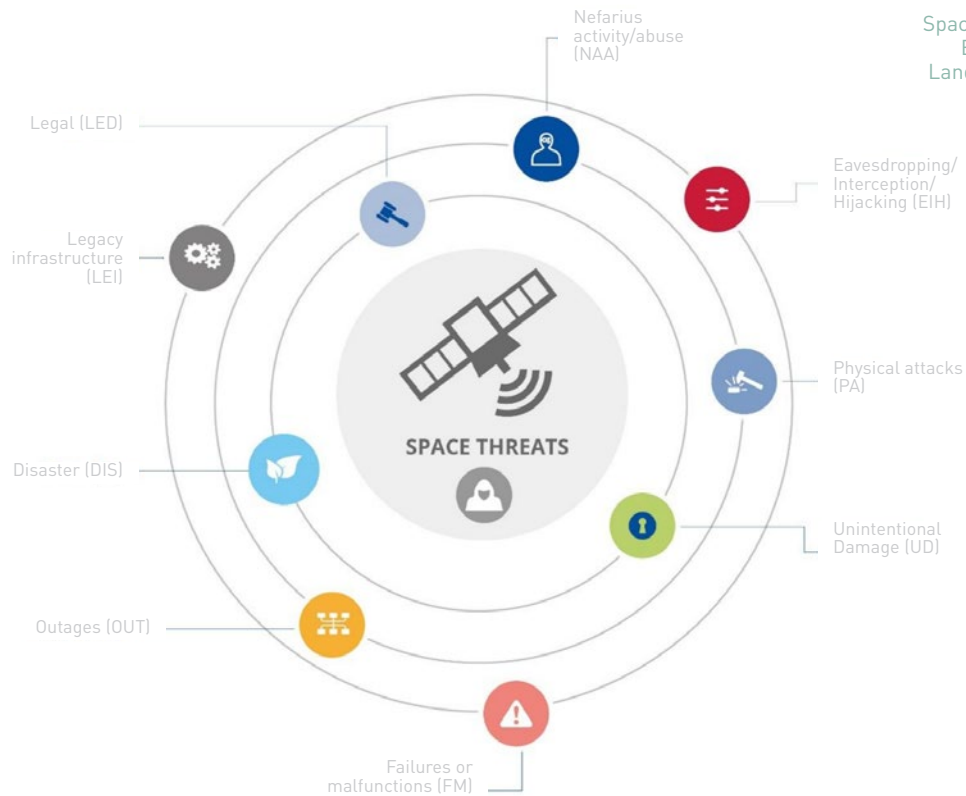 Nefarius
activity/abuse
(NAA)
Legal (LED)
Eavesdropping/
Interception/
Hijacking (EIH)
Legacy
infrastructure
(LEI)
Physical attacks
(PA)
SPACE THREATS
Disaster (DIS)
Unintentional
Damage (UD)
Outages (OUT)
Failures or
malfunctions (FM)